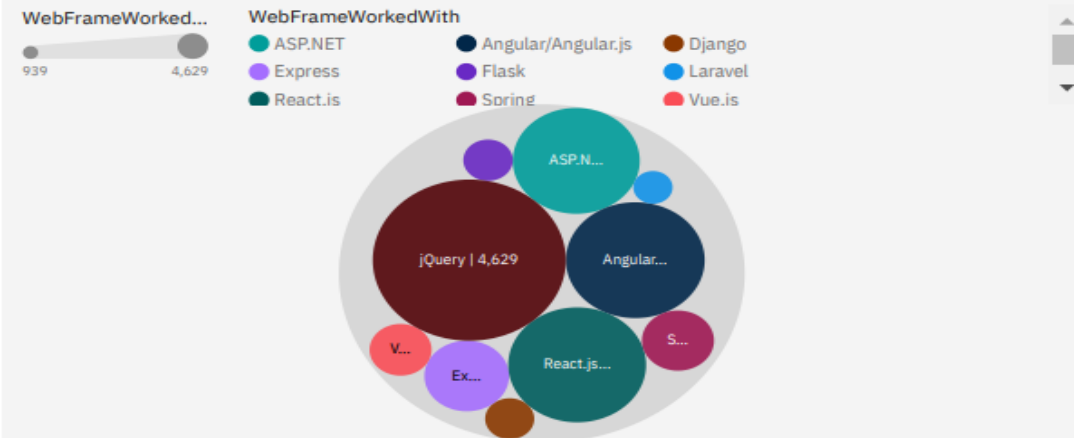 WebFrameWorked...
WebFrameWorkedWith
939
4,629
ASP.NET
Angular/Angular.js
Django
Express
Flask
Laravel
React.js
Spring
Vue.js
ASP.N...
jQuery | 4,629
Angular...
S...
V...
React.js...
Ex...